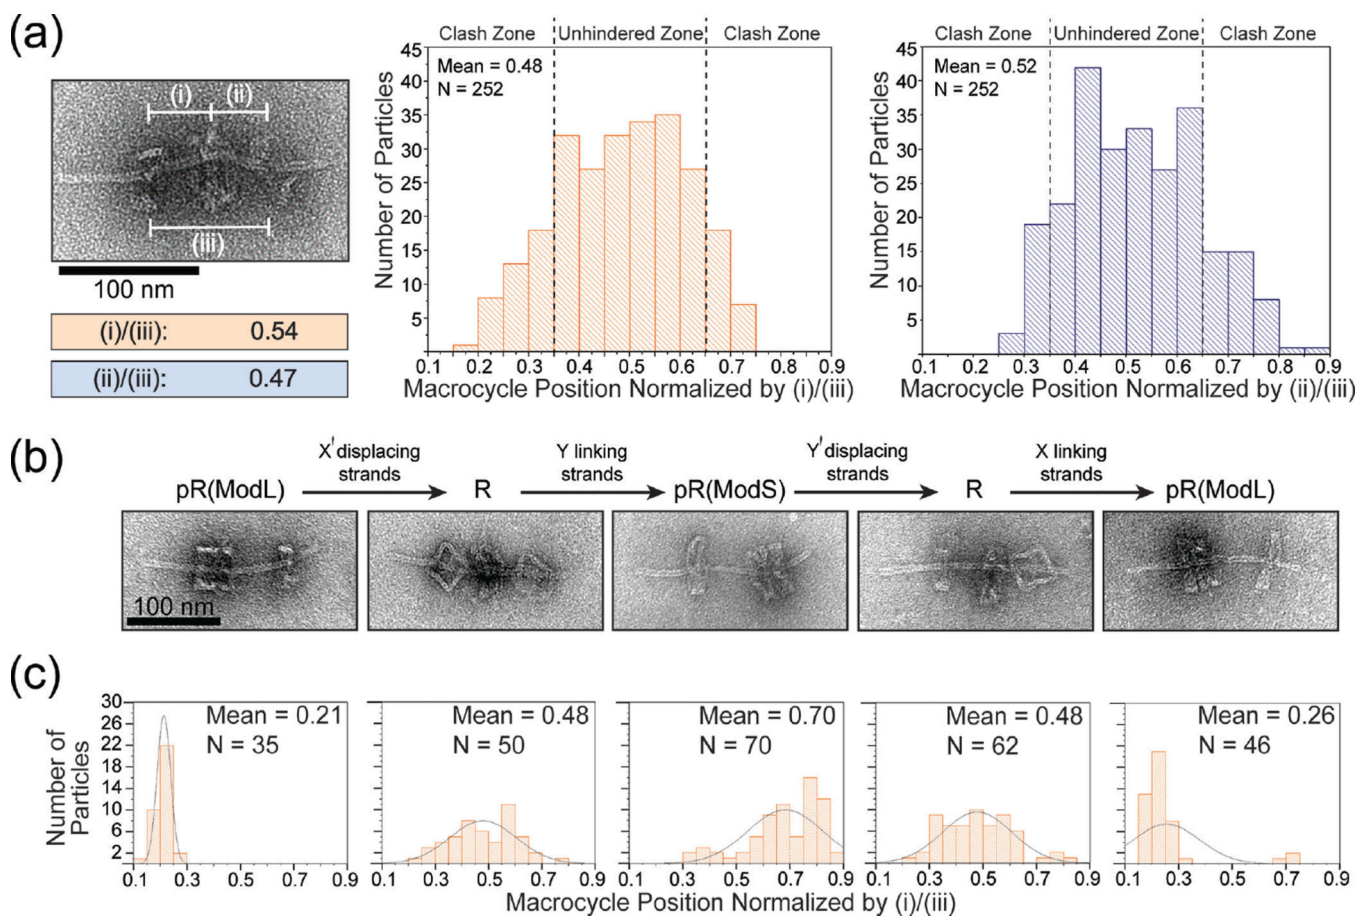 (a)
(i)
(ii)
(iii)
100 nm
(i)/(iii): 0.54
(ii)/(iii): 0.47
Clash Zone Unhindered Zone Clash Zone
Mean = 0.48
N = 252
Number of Particles
45
40
35
30
25
20
15
10
5
0.1 0.2 0.3 0.4 0.5 0.6 0.7 0.8 0.9
Macrocycle Position Normalized by (i)/(iii)
Clash Zone Unhindered Zone Clash Zone
Mean = 0.52
N = 252
Number of Particles
45
40
35
30
25
20
15
10
5
0.1 0.2 0.3 0.4 0.5 0.6 0.7 0.8 0.9
Macrocycle Position Normalized by (ii)/(iii)
(b)
X' displacing strands
Y linking strands
Y' displacing strands
X linking strands
pR(ModL) R pR(ModS) R pR(ModL)
100 nm
(c)
Number of Particles
30
26
22
18
14
10
6
2
Mean = 0.21
N = 35
0.1 0.3 0.5 0.7 0.9
Mean = 0.48
N = 50
0.1 0.3 0.5 0.7 0.9
Mean = 0.70
N = 70
0.1 0.3 0.5 0.7 0.9
Mean = 0.48
N = 62
0.1 0.3 0.5 0.7 0.9
Mean = 0.26
N = 46
0.1 0.3 0.5 0.7 0.9
Macrocycle Position Normalized by (i)/(iii)